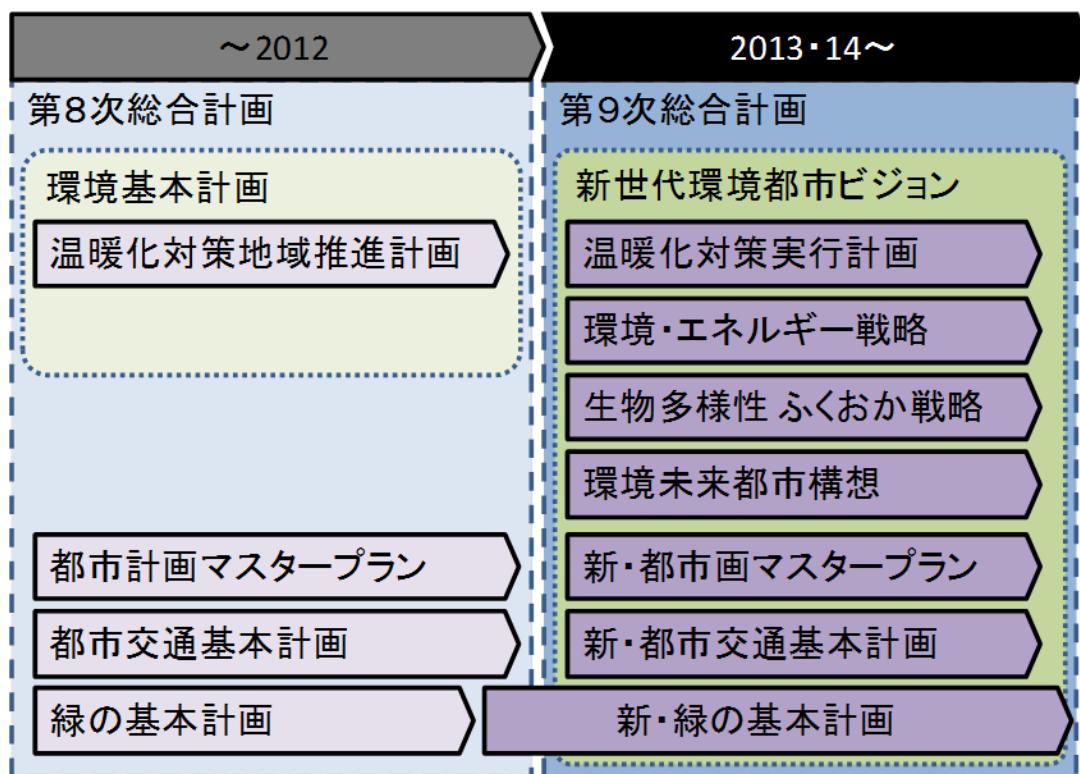 ～2012
2013・14～
第８次総合計画
環境基本計画
温暖化対策地域推進計画
都市計画マスタープラン
都市交通基本計画
緑の基本計画
第９次総合計画
新世代環境都市ビジョン
温暖化対策実行計画
環境・エネルギー戦略
生物多様性 ふくおか戦略
環境未来都市構想
新・都市画マスタープラン
新・都市交通基本計画
新・緑の基本計画